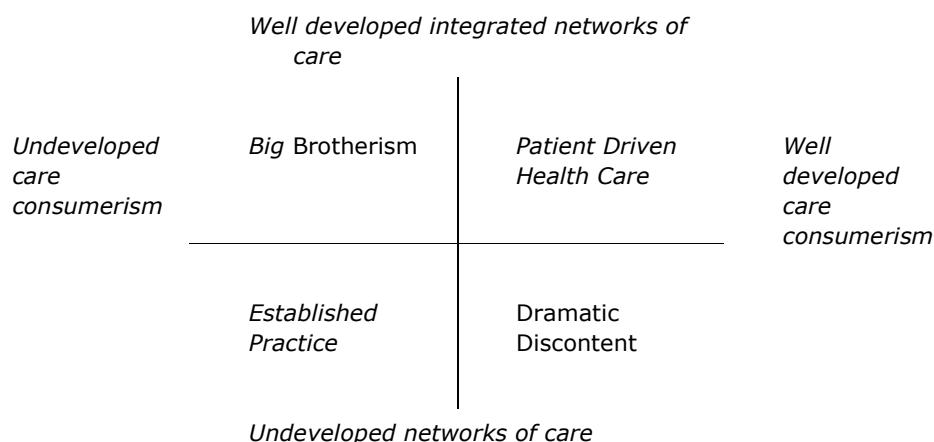 Well developed integrated networks of
care
Undeveloped
care
consumerism
Big Brotherism
Patient Driven
Health Care
Well
developed
care
consumerism
Established
Practice
Dramatic
Discontent
Undeveloped networks of care